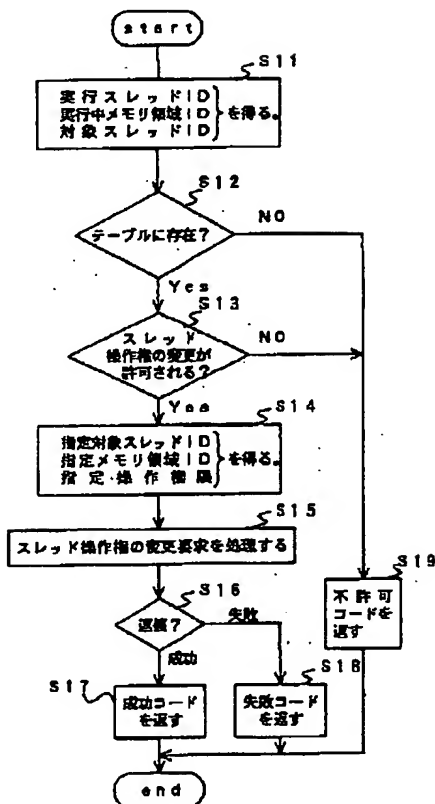 start
S11
実行スレッドID
実行中メモリ領域ID
対象スレッドID
を得る。
S12
テーブルに存在?
NO
Yes
S13
スレッド
操作権の変更が
許可される?
NO
Yes
S14
指定対象スレッドID
指定メモリ領域ID
指定操作権限
を得る。
S15
スレッド操作権の変更要求を処理する
S16
返値?
失敗
成功
S17
成功コード
を返す
S18
失敗コード
を返す
S19
不許可
コードを
返す
end